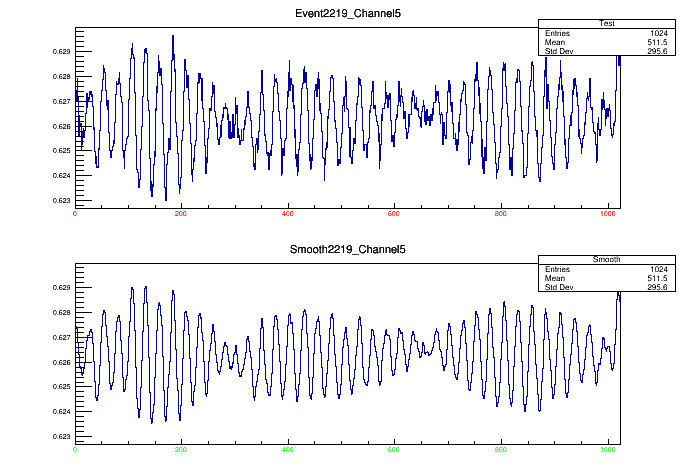 Event2219_Channel5
Test
Entries 1024
Mean 511.5
Std Dev 295.6
0.629
0.628
0.627
0.626
0.625
0.624
0.623
0 200 400 600 800 1000
Smooth2219_Channel5
Smooth
Entries 1024
Mean 511.5
Std Dev 295.6
0.629
0.628
0.627
0.626
0.625
0.624
0.623
0 200 400 600 800 1000